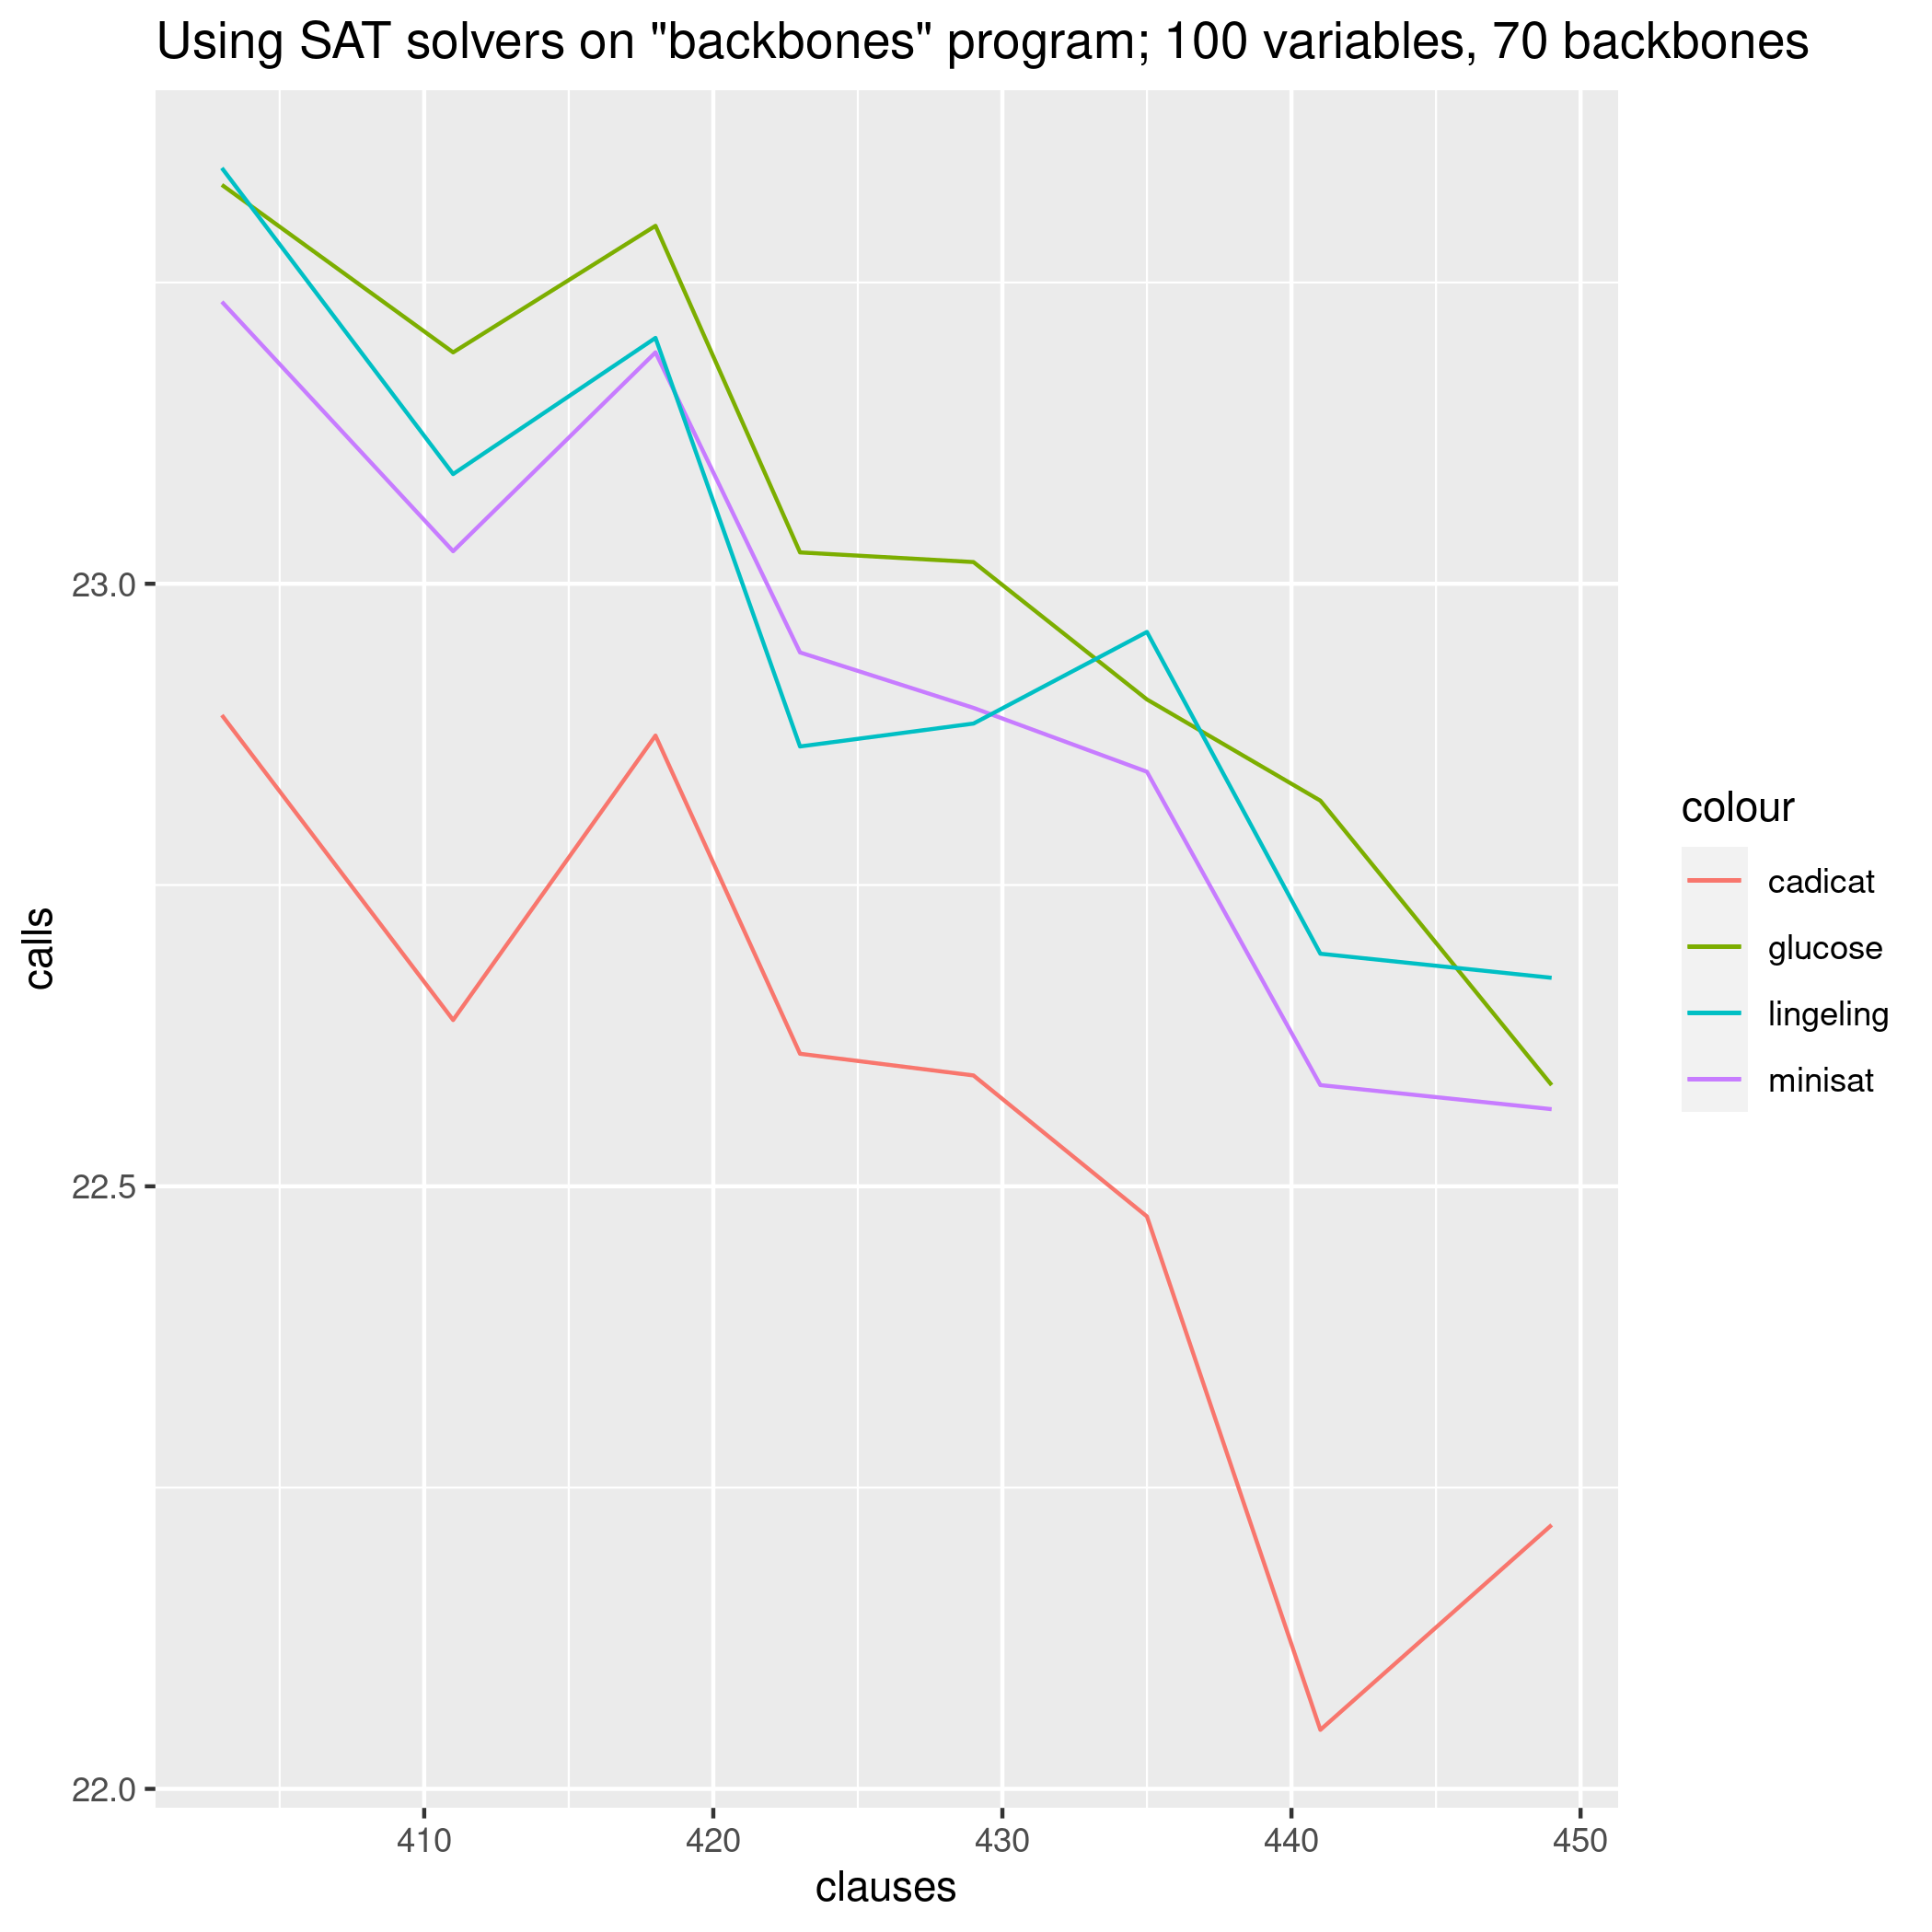 Using SAT solvers on "backbones" program; 100 variables, 70 backbones
calls
23.0
22.5
22.0
410
420
430
440
450
clauses
colour
cadicat
glucose
lingeling
minisat